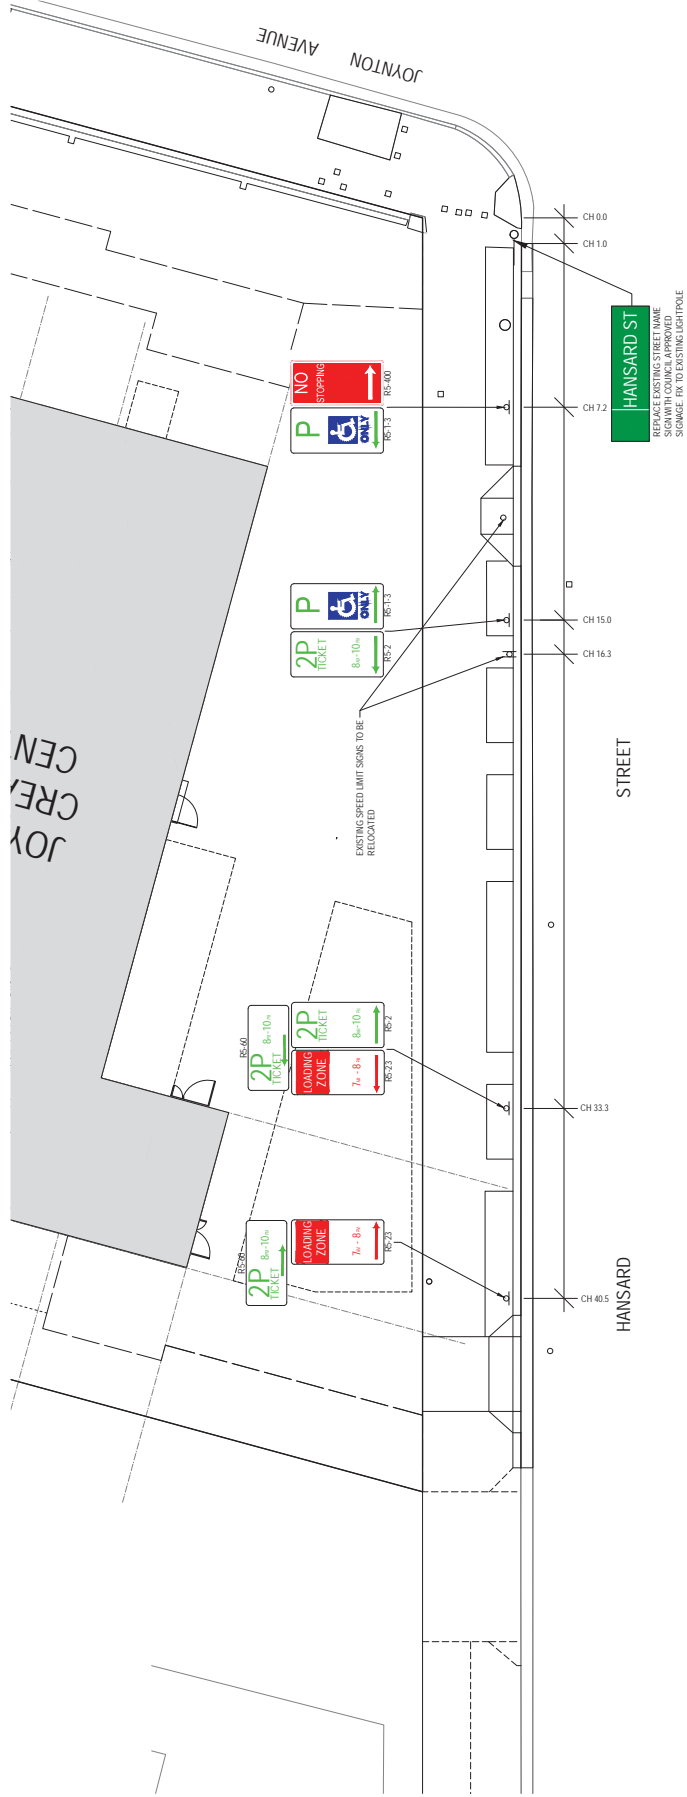 JOYNTON AVENUE
CH 0.0
CH 1.0
HANSARD ST
REPLACE EXISTING STREET NAME
SIGN WITH COUNCIL APPROVED
SIGNAGE. FIX TO EXISTING LIGHTPOLE
NO
STOPPING
R5-400
P
ONLY
R5-1-3
CH 7.2
P
ONLY
R5-1-3
2P
TICKET
8AM-10PM
R5-2
CH 15.0
CH 16.3
EXISTING SPEED LIMIT SIGNS TO BE
RELOCATED
JOY
CREA
CEN
STREET
2P
TICKET
8AM-10PM
R5-60
2P
TICKET
8AM-10PM
R5-2
LOADING
ZONE
7AM - 8PM
R5-23
CH 33.3
2P
TICKET
8AM-10PM
R5-60
LOADING
ZONE
7AM - 8PM
R5-23
CH 40.5
HANSARD